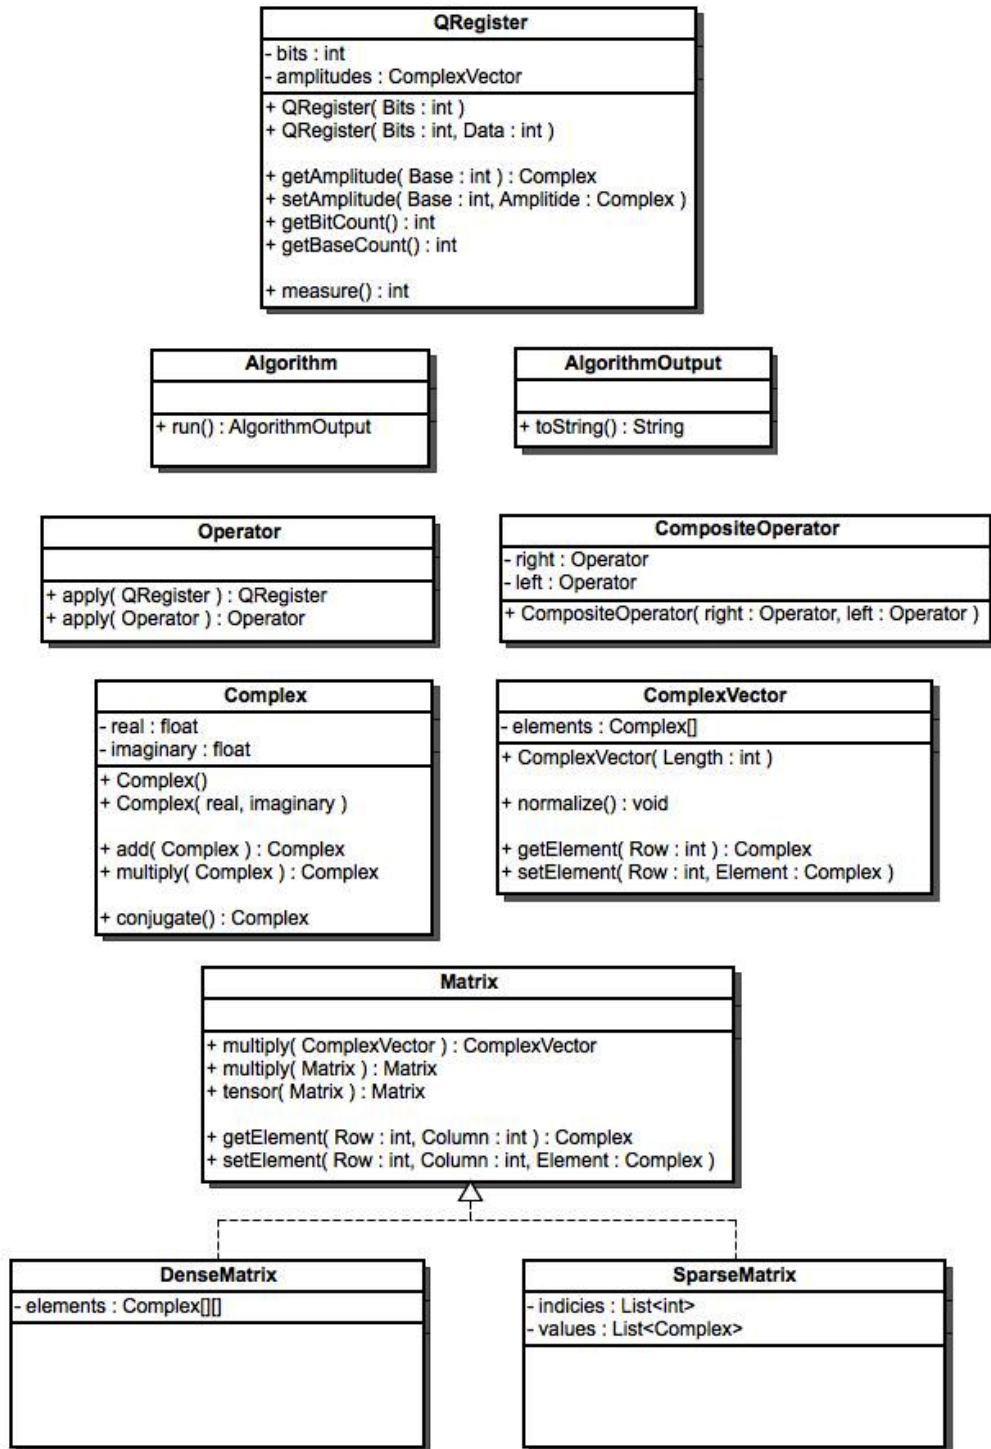 QRegister
- bits : int
- amplitudes : ComplexVector
+ QRegister( Bits : int )
+ QRegister( Bits : int, Data : int )
+ getAmplitude( Base : int ) : Complex
+ setAmplitude( Base : int, Amplitide : Complex )
+ getBitCount() : int
+ getBaseCount() : int
+ measure() : int
Algorithm
+ run() : AlgorithmOutput
AlgorithmOutput
+ toString() : String
Operator
+ apply( QRegister ) : QRegister
+ apply( Operator ) : Operator
CompositeOperator
- right : Operator
- left : Operator
+ CompositeOperator( right : Operator, left : Operator )
Complex
- real : float
- imaginary : float
+ Complex()
+ Complex( real, imaginary )
+ add( Complex ) : Complex
+ multiply( Complex ) : Complex
+ conjugate() : Complex
ComplexVector
- elements : Complex[]
+ ComplexVector( Length : int )
+ normalize() : void
+ getElement( Row : int ) : Complex
+ setElement( Row : int, Element : Complex )
Matrix
+ multiply( ComplexVector ) : ComplexVector
+ multiply( Matrix ) : Matrix
+ tensor( Matrix ) : Matrix
+ getElement( Row : int, Column : int ) : Complex
+ setElement( Row : int, Column : int, Element : Complex )
DenseMatrix
- elements : Complex[][]
SparseMatrix
- indicies : List<int>
- values : List<Complex>